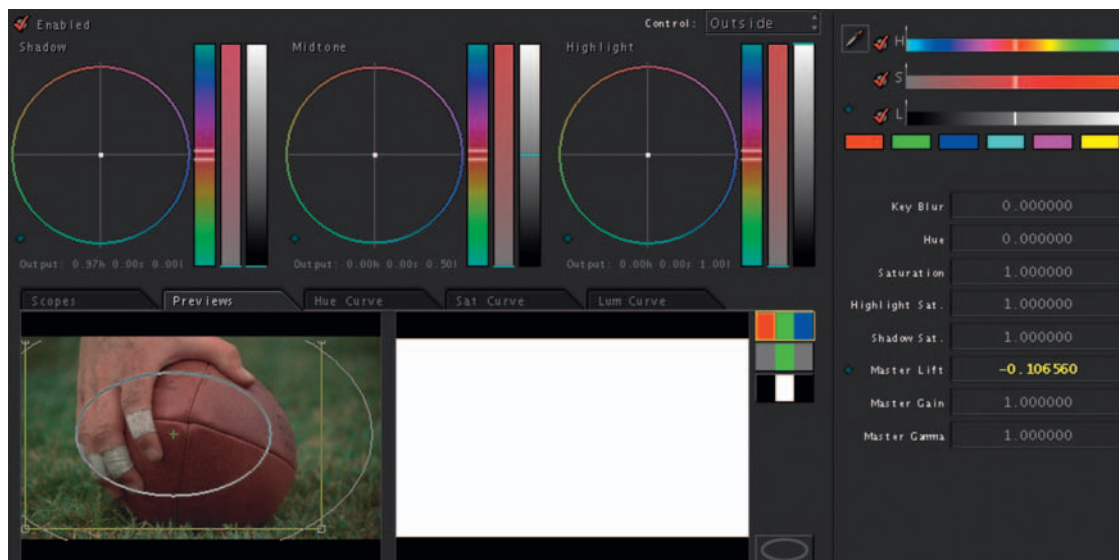 Enabled
Control: Outside
Shadow
Midtone
Highlight
H
S
L
Output: 0.97h 0.00s 0.00l
Output: 0.00h 0.00s 0.50l
Output: 0.00h 0.00s 1.00l
Key Blur 0.000000
Hue 0.000000
Saturation 1.000000
Highlight Sat. 1.000000
Shadow Sat. 1.000000
Master Lift -0.106560
Master Gain 1.000000
Master Gamma 1.000000
Scopes
Previews
Hue Curve
Sat Curve
Lum Curve